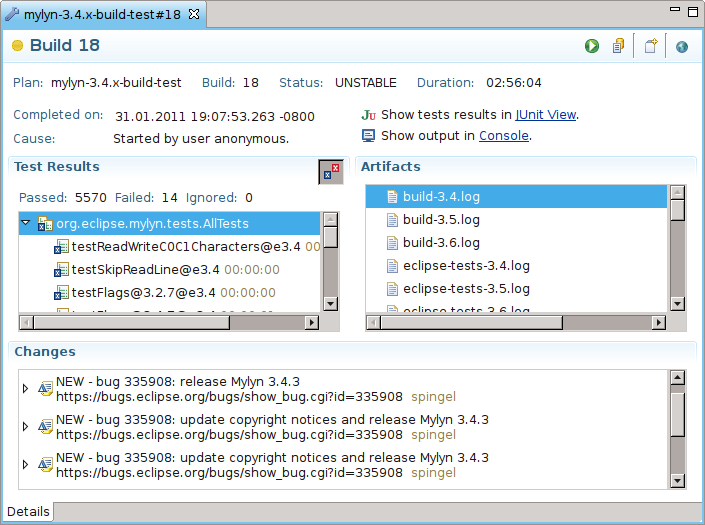 mylyn-3.4.x-build-test#18
Build 18
Plan: mylyn-3.4.x-build-test Build: 18 Status: UNSTABLE Duration: 02:56:04
Completed on: 31.01.2011 19:07:53.263 -0800
Cause: Started by user anonymous.
Ju Show tests results in JUnit View.
Show output in Console.
Test Results
Passed: 5570 Failed: 14 Ignored: 0
org.eclipse.mylyn.tests.AllTests
testReadWriteC0C1Characters@e3.4 00
testSkipReadLine@e3.4 00:00:00
testFlags@3.2.7@e3.4 00:00:00
Artifacts
build-3.4.log
build-3.5.log
build-3.6.log
eclipse-tests-3.4.log
eclipse-tests-3.5.log
eclipse-tests-3.6.log
Changes
NEW - bug 335908: release Mylyn 3.4.3
https://bugs.eclipse.org/bugs/show_bug.cgi?id=335908 spingel
NEW - bug 335908: update copyright notices and release Mylyn 3.4.3
https://bugs.eclipse.org/bugs/show_bug.cgi?id=335908 spingel
NEW - bug 335908: update copyright notices and release Mylyn 3.4.3
https://bugs.eclipse.org/bugs/show_bug.cgi?id=335908 spingel
Details